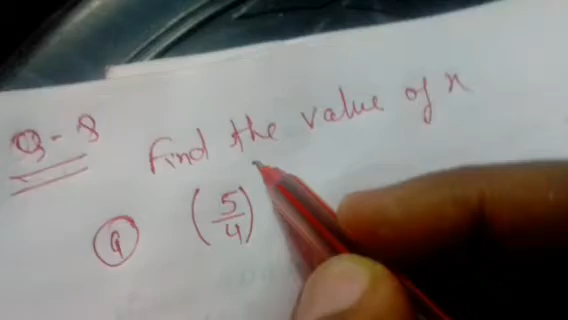 Q-8 Find the value of x
(a) (5/4)